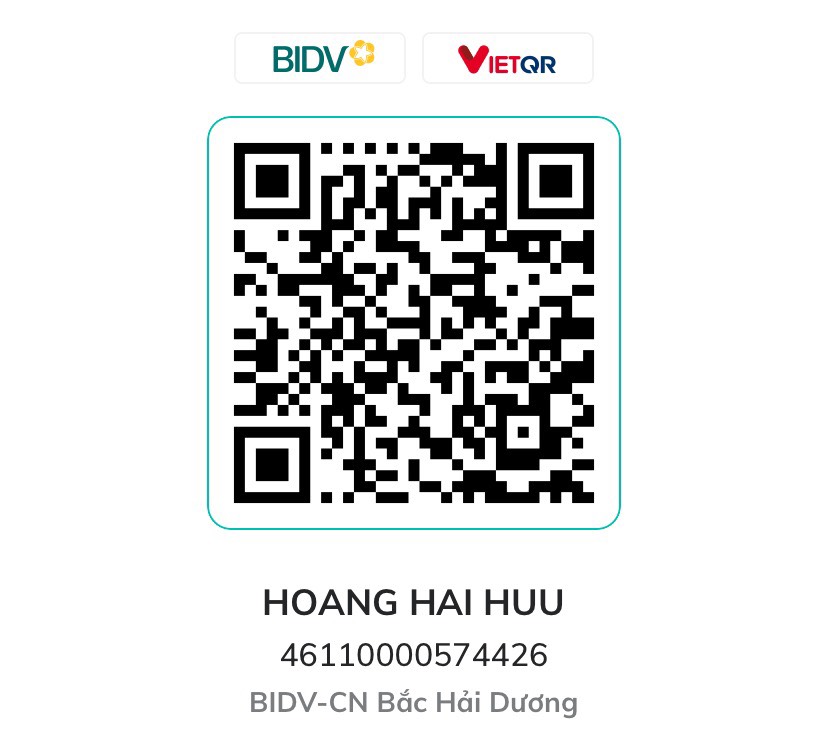 BIDV VIETQR
HOANG HAI HUU
46110000574426
BIDV-CN Bắc Hải Dương